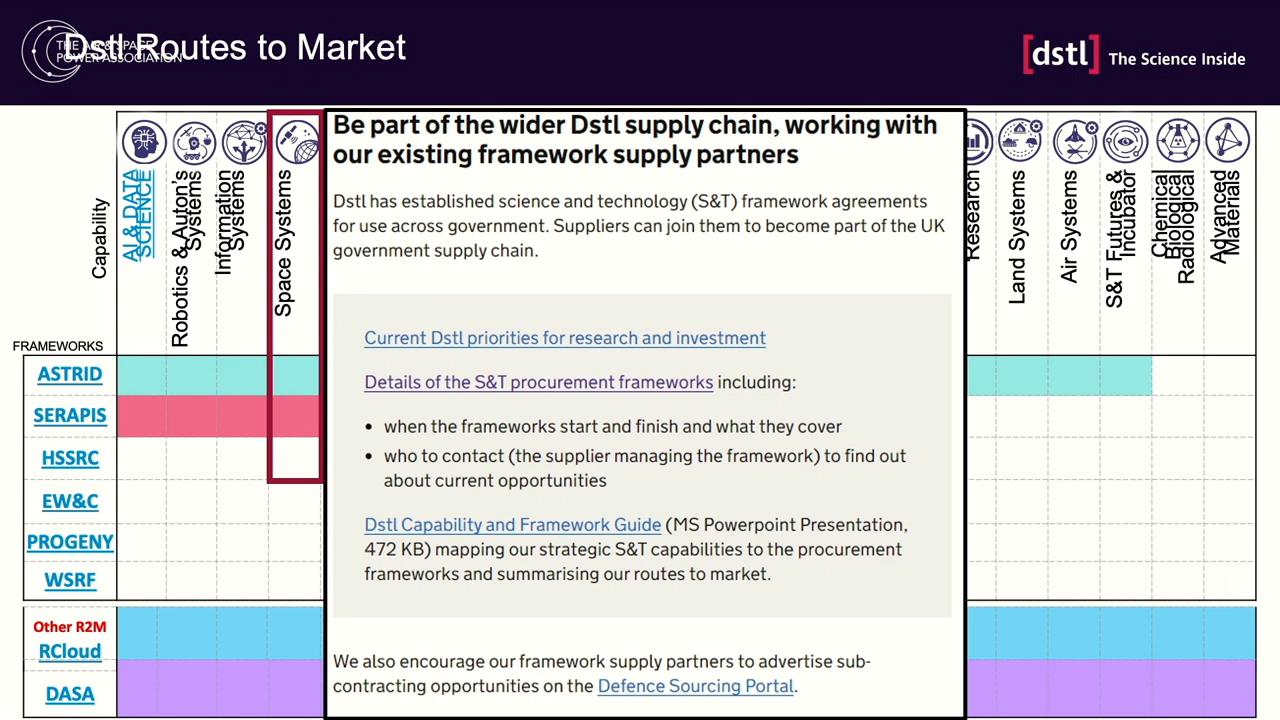 Dstl Routes to Market
THE AIR & SPACE
POWER ASSOCIATION
[dstl] The Science Inside
Capability
AI & DATA
SCIENCE
Robotics & Auton's
Systems
Information
Systems
Space Systems
Be part of the wider Dstl supply chain, working with
our existing framework supply partners
Dstl has established science and technology (S&T) framework agreements
for use across government. Suppliers can join them to become part of the UK
government supply chain.
Current Dstl priorities for research and investment
Details of the S&T procurement frameworks including:
• when the frameworks start and finish and what they cover
• who to contact (the supplier managing the framework) to find out
about current opportunities
Dstl Capability and Framework Guide (MS Powerpoint Presentation,
472 KB) mapping our strategic S&T capabilities to the procurement
frameworks and summarising our routes to market.
We also encourage our framework supply partners to advertise sub-
contracting opportunities on the Defence Sourcing Portal.
Research
Land Systems
Air Systems
S&T Futures &
Incubator
Chemical
Biological
Radiological
Advanced
Materials
FRAMEWORKS
ASTRID
SERAPIS
HSSRC
EW&C
PROGENY
WSRF
Other R2M
RCloud
DASA